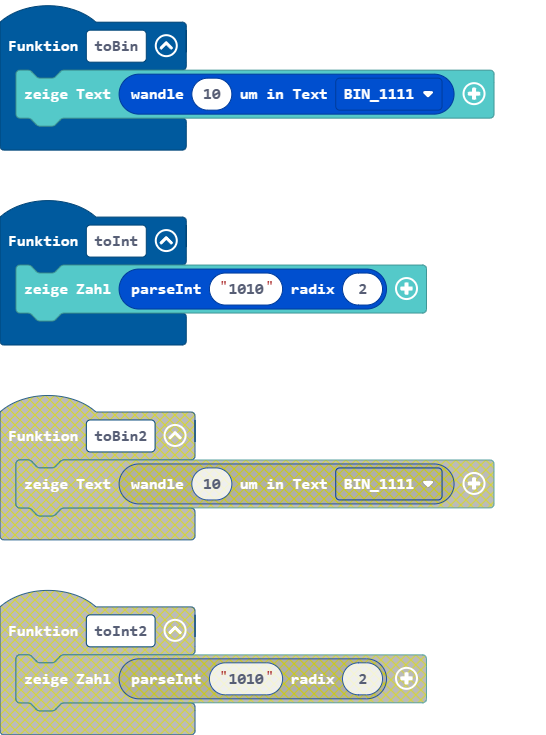 Funktion toBin
zeige Text wandle 10 um in Text BIN_1111
Funktion toInt
zeige Zahl parseInt "1010" radix 2
Funktion toBin2
zeige Text wandle 10 um in Text BIN_1111
Funktion toInt2
zeige Zahl parseInt "1010" radix 2